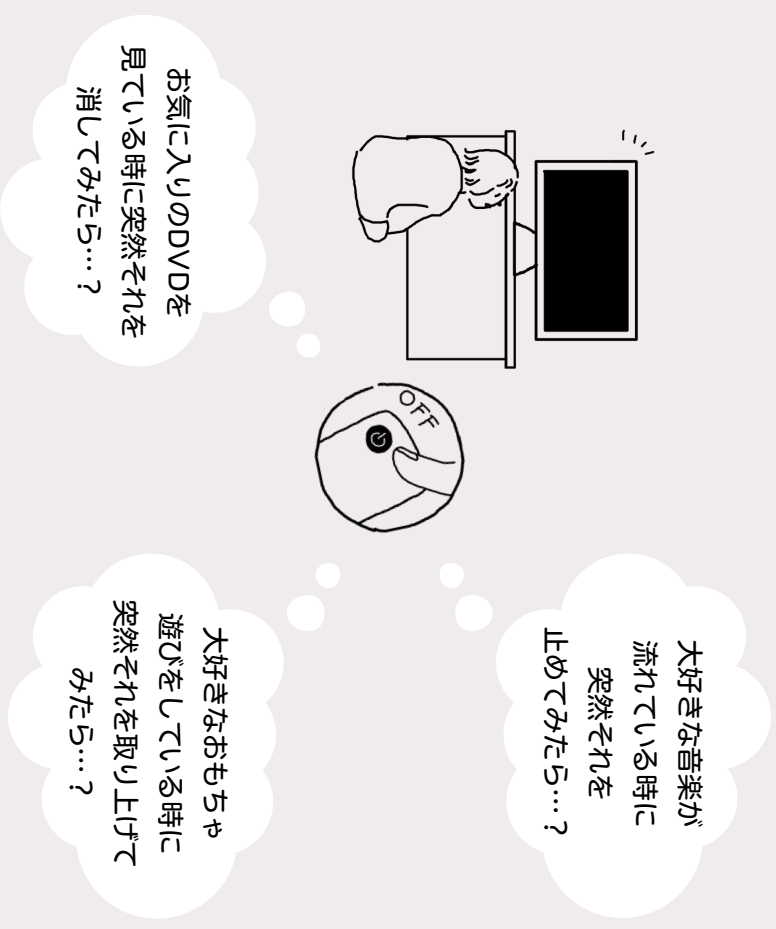 大好きな音楽が
流れている時に
突然それを
止めてみたら…？
OFF
お気に入りのDVDを
見ている時に突然それを
消してみたら…？
大好きなおもちゃ
遊びをしている時に
突然それを取り上げて
みたら…？